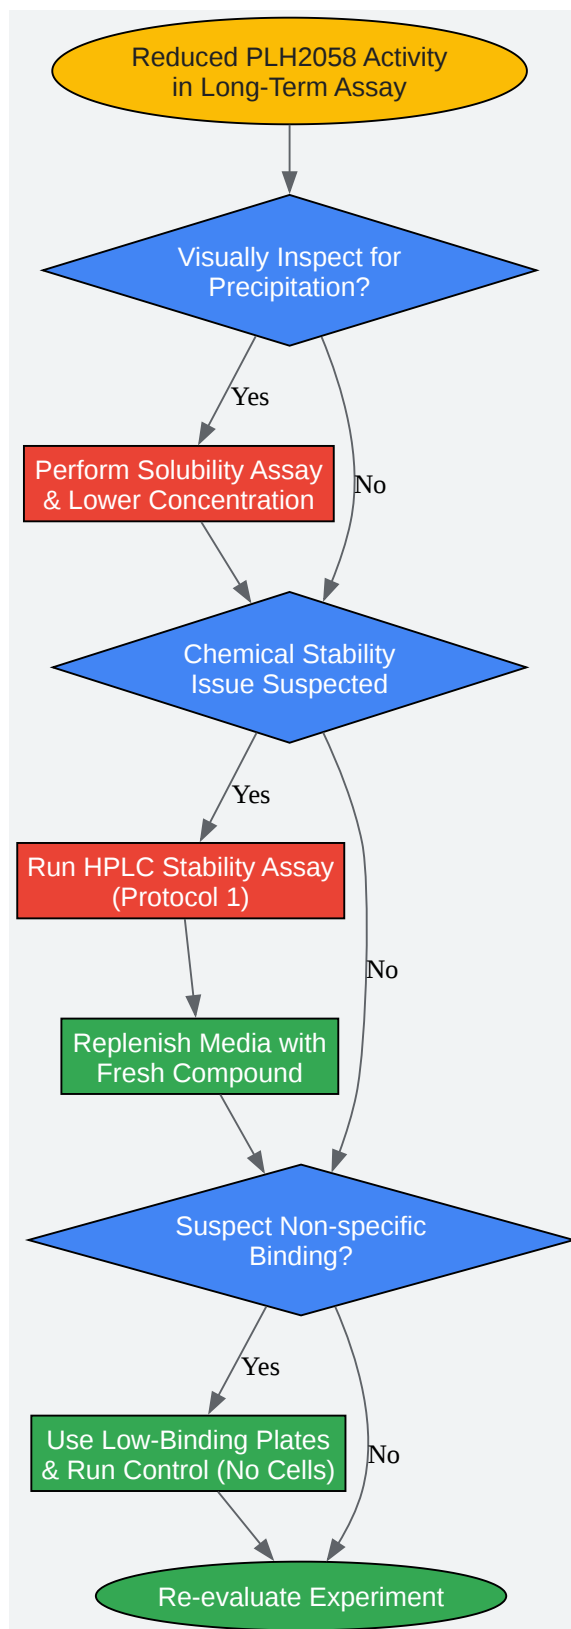 Reduced PLH2058 Activity
in Long-Term Assay
Visually Inspect for
Precipitation?
Yes
Perform Solubility Assay
& Lower Concentration
No
Chemical Stability
Issue Suspected
Yes
Run HPLC Stability Assay
(Protocol 1)
No
Replenish Media with
Fresh Compound
Suspect Non-specific
Binding?
Yes
Use Low-Binding Plates
& Run Control (No Cells)
No
Re-evaluate Experiment